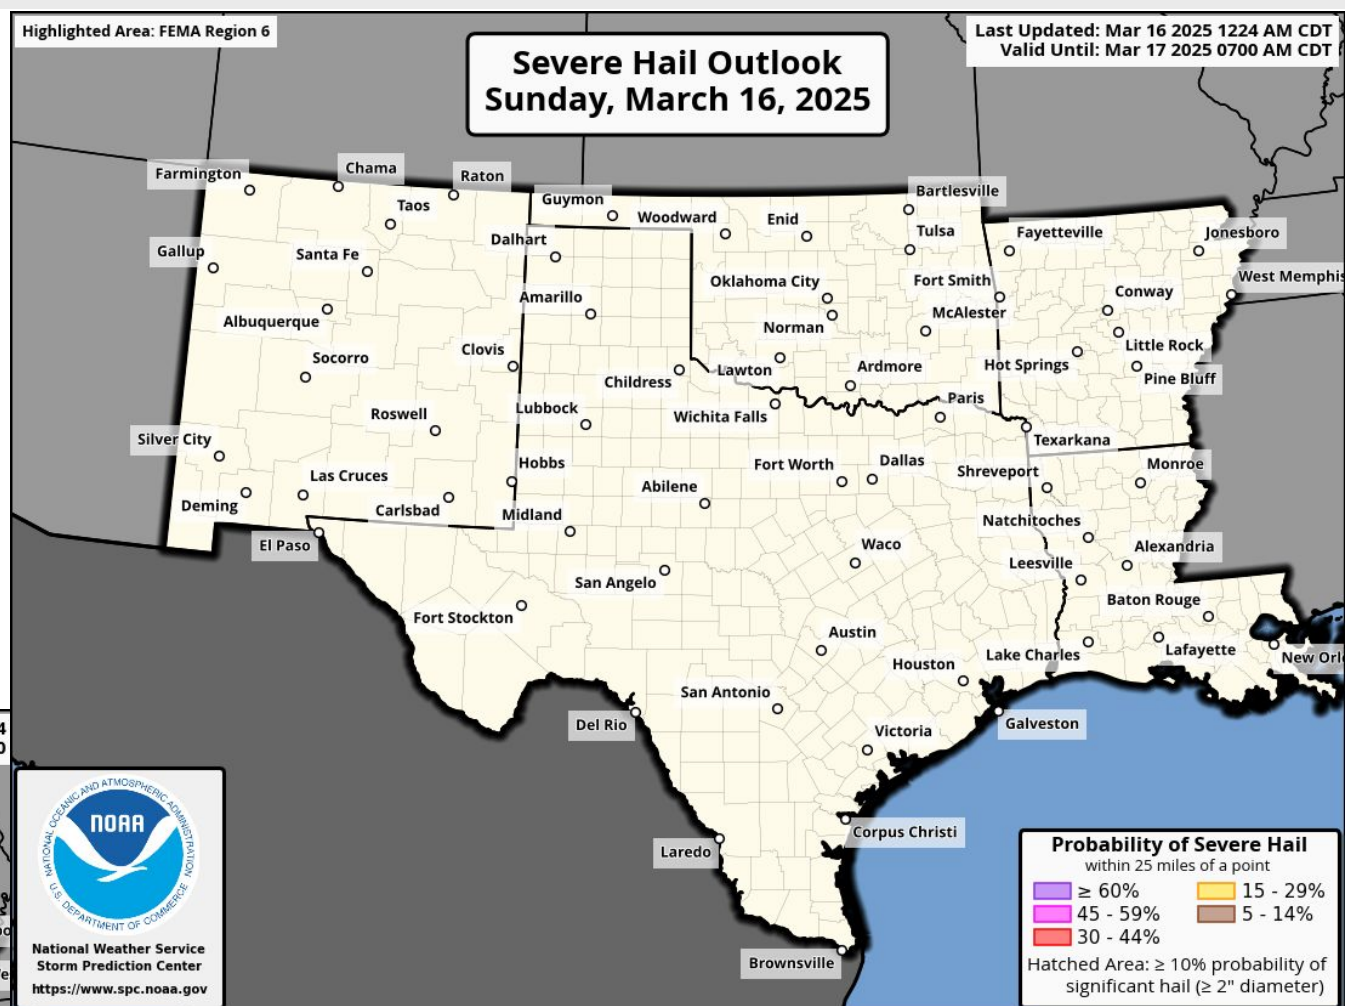 Highlighted Area: FEMA Region 6
Last Updated: Mar 16 2025 1224 AM CDT
Valid Until: Mar 17 2025 0700 AM CDT
Severe Hail Outlook
Sunday, March 16, 2025
Farmington
Chama
Raton
Taos
Guymon
Woodward
Enid
Bartlesville
Tulsa
Fayetteville
Jonesboro
Gallup
Santa Fe
Dalhart
Oklahoma City
Fort Smith
West Memphis
Albuquerque
Amarillo
Norman
McAlester
Conway
Little Rock
Socorro
Clovis
Childress
Lawton
Ardmore
Hot Springs
Pine Bluff
Roswell
Lubbock
Wichita Falls
Paris
Texarkana
Silver City
Las Cruces
Hobbs
Abilene
Fort Worth
Dallas
Shreveport
Monroe
Deming
Carlsbad
Midland
Natchitoches
El Paso
San Angelo
Waco
Leesville
Alexandria
Fort Stockton
Baton Rouge
Austin
Houston
Lake Charles
Lafayette
New Orl
San Antonio
Del Rio
Victoria
Galveston
Laredo
Corpus Christi
Brownsville
4
0
NATIONAL OCEANIC AND ATMOSPHERIC ADMINISTRATION
NOAA
U.S. DEPARTMENT OF COMMERCE
National Weather Service
Storm Prediction Center
https://www.spc.noaa.gov
Probability of Severe Hail
within 25 miles of a point
≥ 60%
15 - 29%
45 - 59%
5 - 14%
30 - 44%
Hatched Area: ≥ 10% probability of
significant hail (≥ 2" diameter)